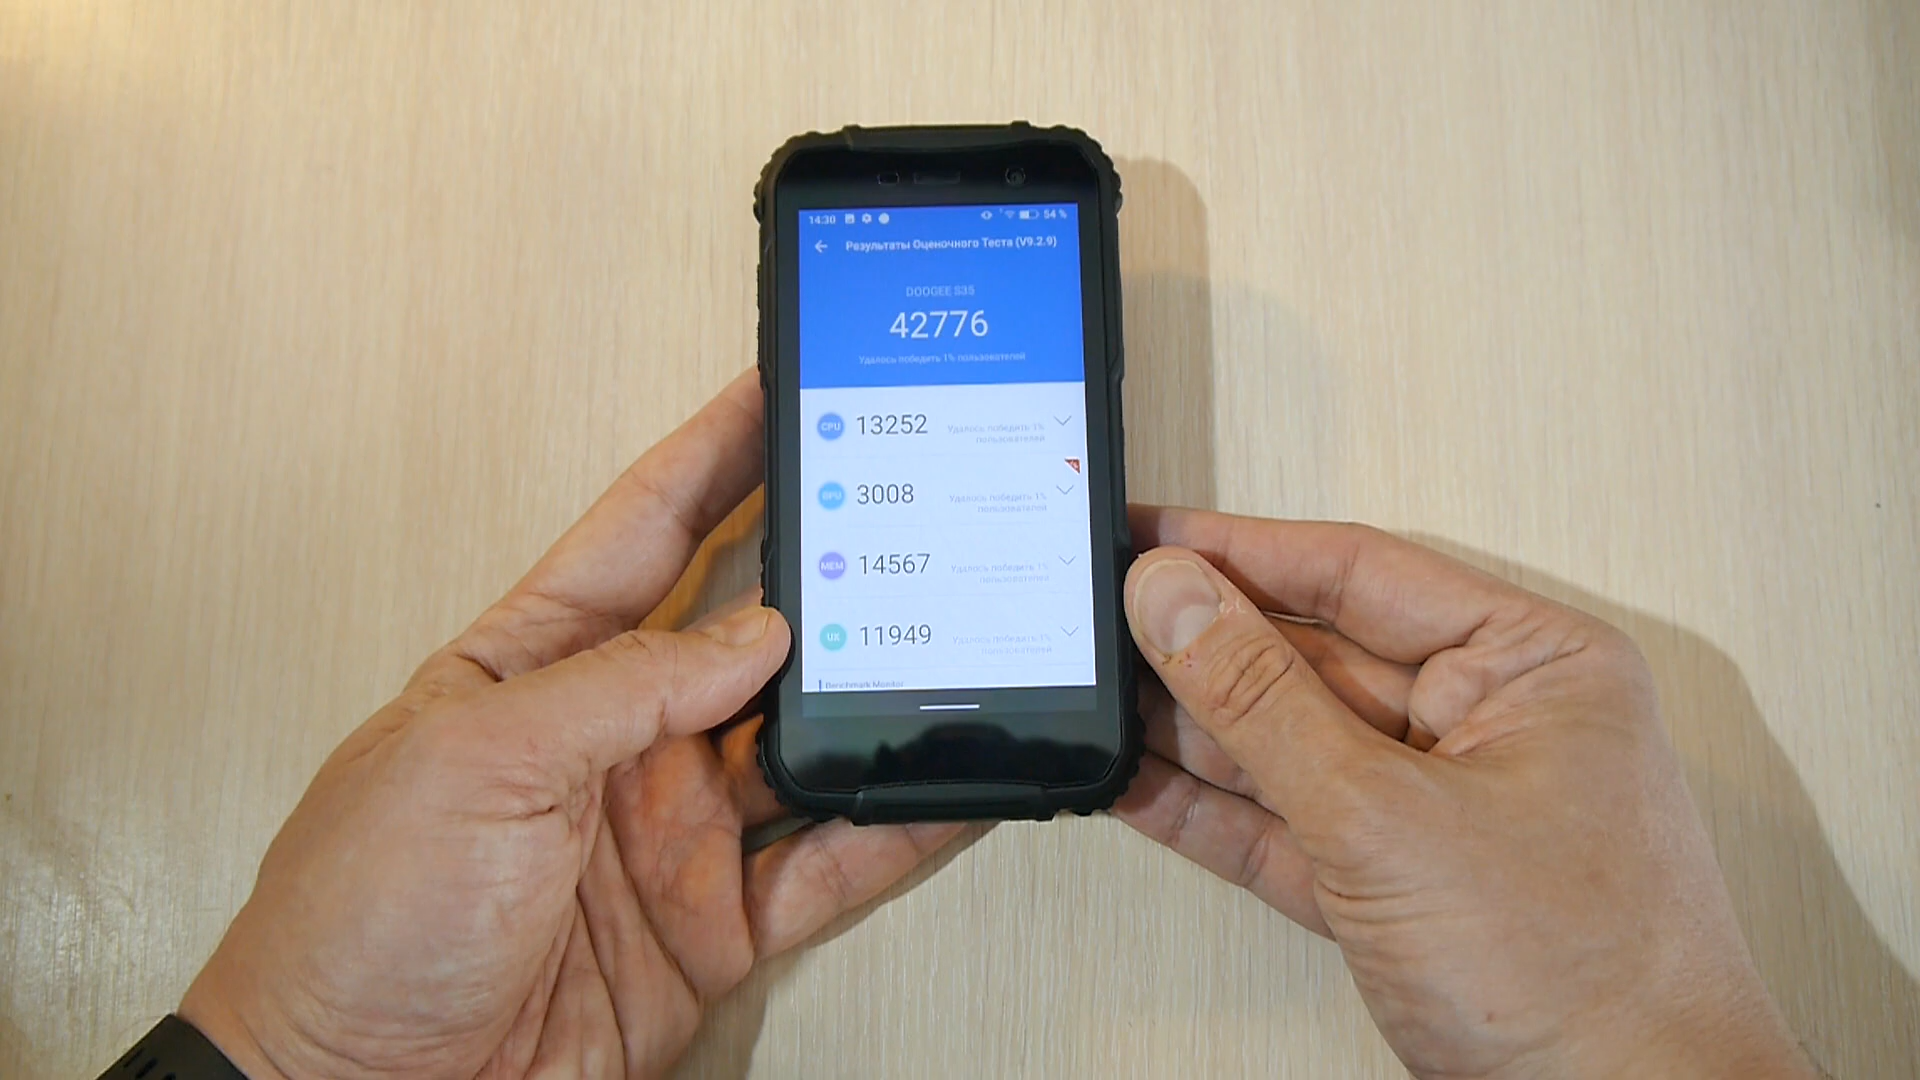 14:30 54 %
Результаты Оценочного Теста (V9.2.9)
DOOGEE S35
42776
Удалось победить 1% пользователей
CPU 13252 Удалось победить 1%
пользователей
GPU 3008 Удалось победить 1%
пользователей
MEM 14567 Удалось победить 1%
пользователей
UX 11949 Удалось победить 1%
пользователей
Benchmark Monitor